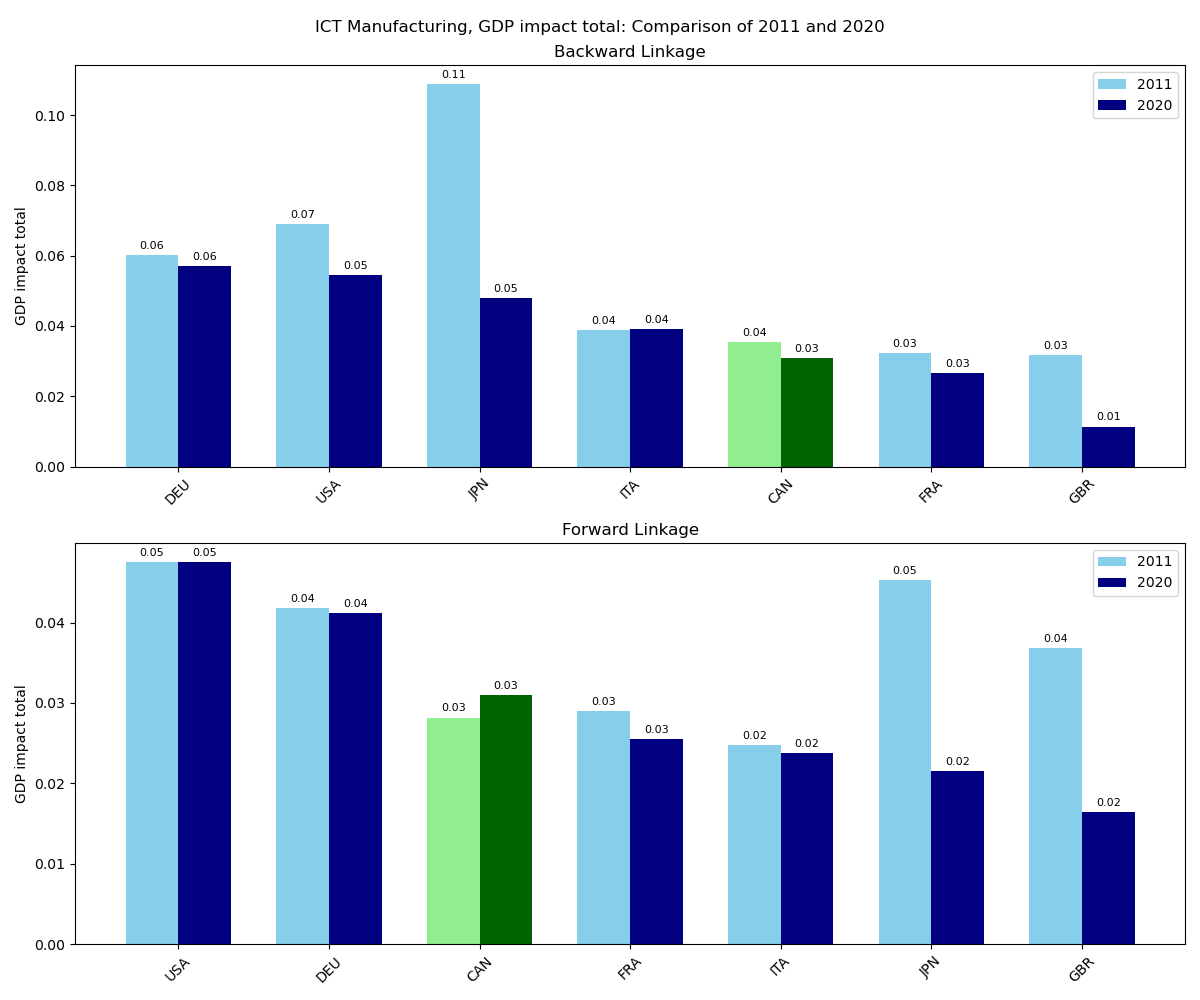 ICT Manufacturing, GDP impact total: Comparison of 2011 and 2020
Backward Linkage
GDP impact total
0.10
0.08
0.06
0.04
0.02
0.00
0.06
0.06
0.07
0.05
0.11
0.05
0.04
0.04
0.04
0.03
0.03
0.03
0.03
0.01
2011
2020
DEU
USA
JPN
ITA
CAN
FRA
GBR
Forward Linkage
GDP impact total
0.04
0.03
0.02
0.01
0.00
0.05
0.05
0.04
0.04
0.03
0.03
0.03
0.03
0.02
0.02
0.05
0.02
0.04
0.02
2011
2020
USA
DEU
CAN
FRA
ITA
JPN
GBR